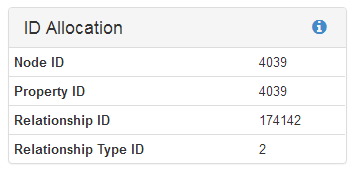 ID Allocation
Node ID 4039
Property ID 4039
Relationship ID 174142
Relationship Type ID 2